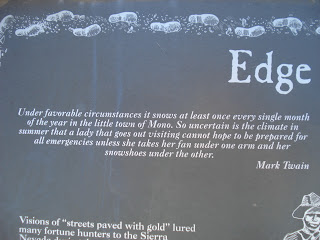 Edge
Under favorable circumstances it snows at least once every single month
of the year in the little town of Mono. So uncertain is the climate in
summer that a lady that goes out visiting cannot hope to be prepared for
all emergencies unless she takes her fan under one arm and her
snowshoes under the other.
Mark Twain
Visions of "streets paved with gold" lured
many fortune hunters to the Sierra
Nevada